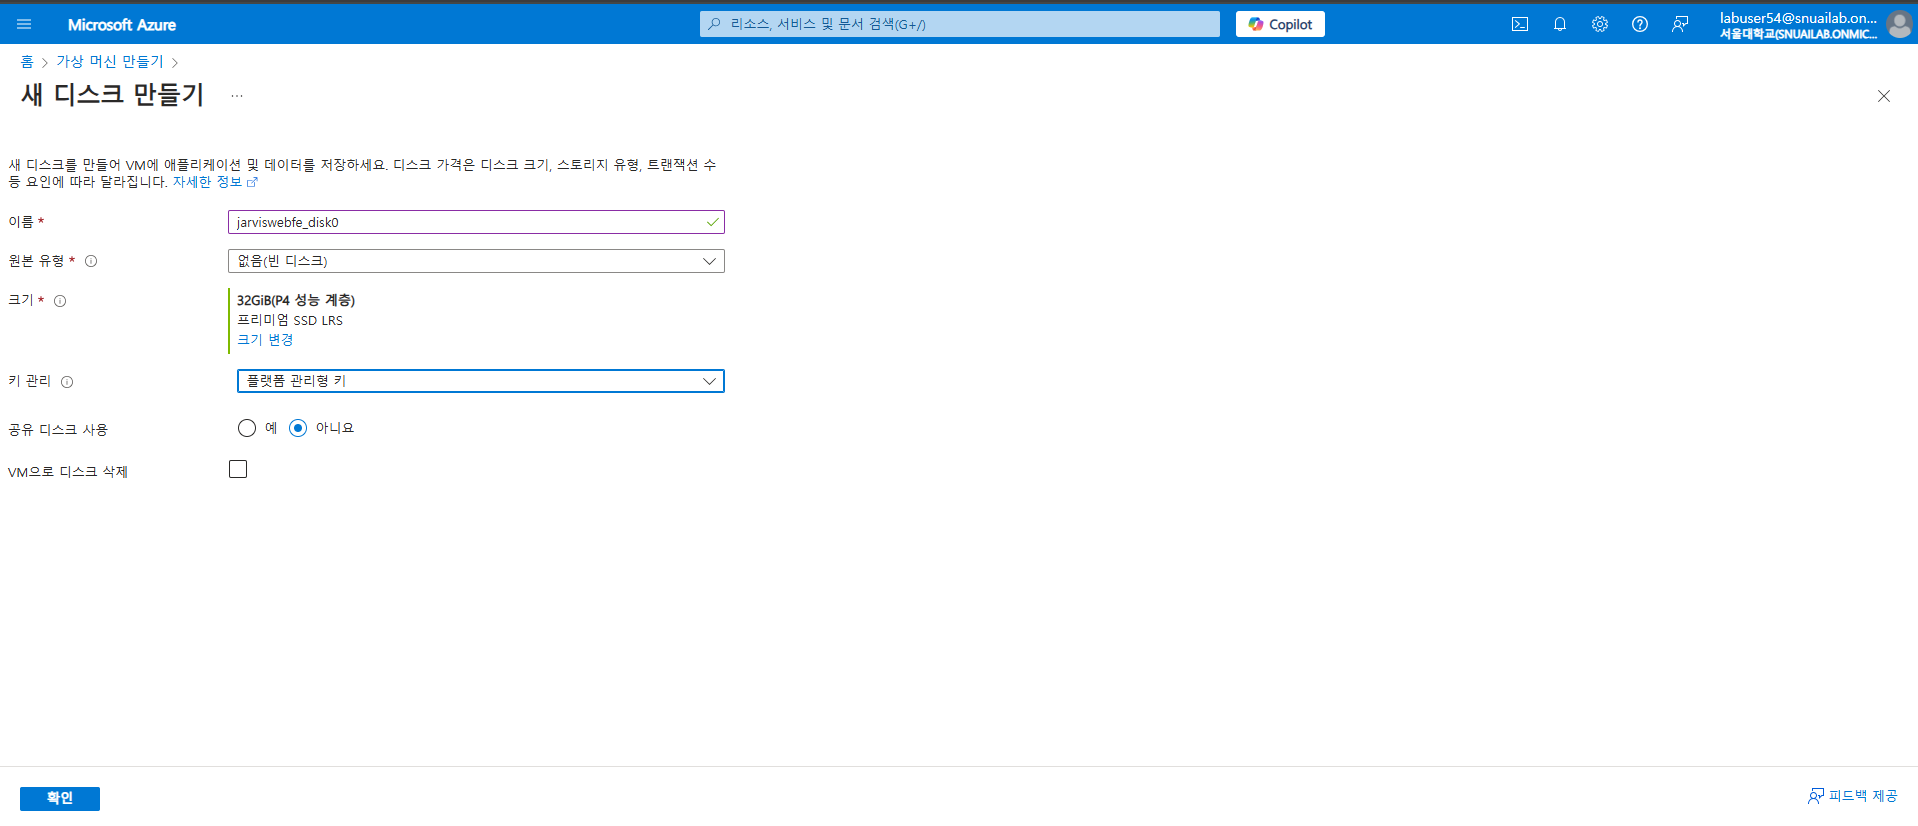 Microsoft Azure
리소스, 서비스 및 문서 검색(G+/)
Copilot
labuser54@snuailab.on...
서울대학교(SNUAILAB.ONMIC...
홈 > 가상 머신 만들기 >
새 디스크 만들기 ...
새 디스크를 만들어 VM에 애플리케이션 및 데이터를 저장하세요. 디스크 가격은 디스크 크기, 스토리지 유형, 트랜잭션 수
등 요인에 따라 달라집니다. 자세한 정보
이름 *
jarviswebfe_disk0
원본 유형 *
없음(빈 디스크)
크기 *
32GiB(P4 성능 계층)
프리미엄 SSD LRS
크기 변경
키 관리
플랫폼 관리형 키
공유 디스크 사용
예 아니요
VM으로 디스크 삭제
확인
피드백 제공